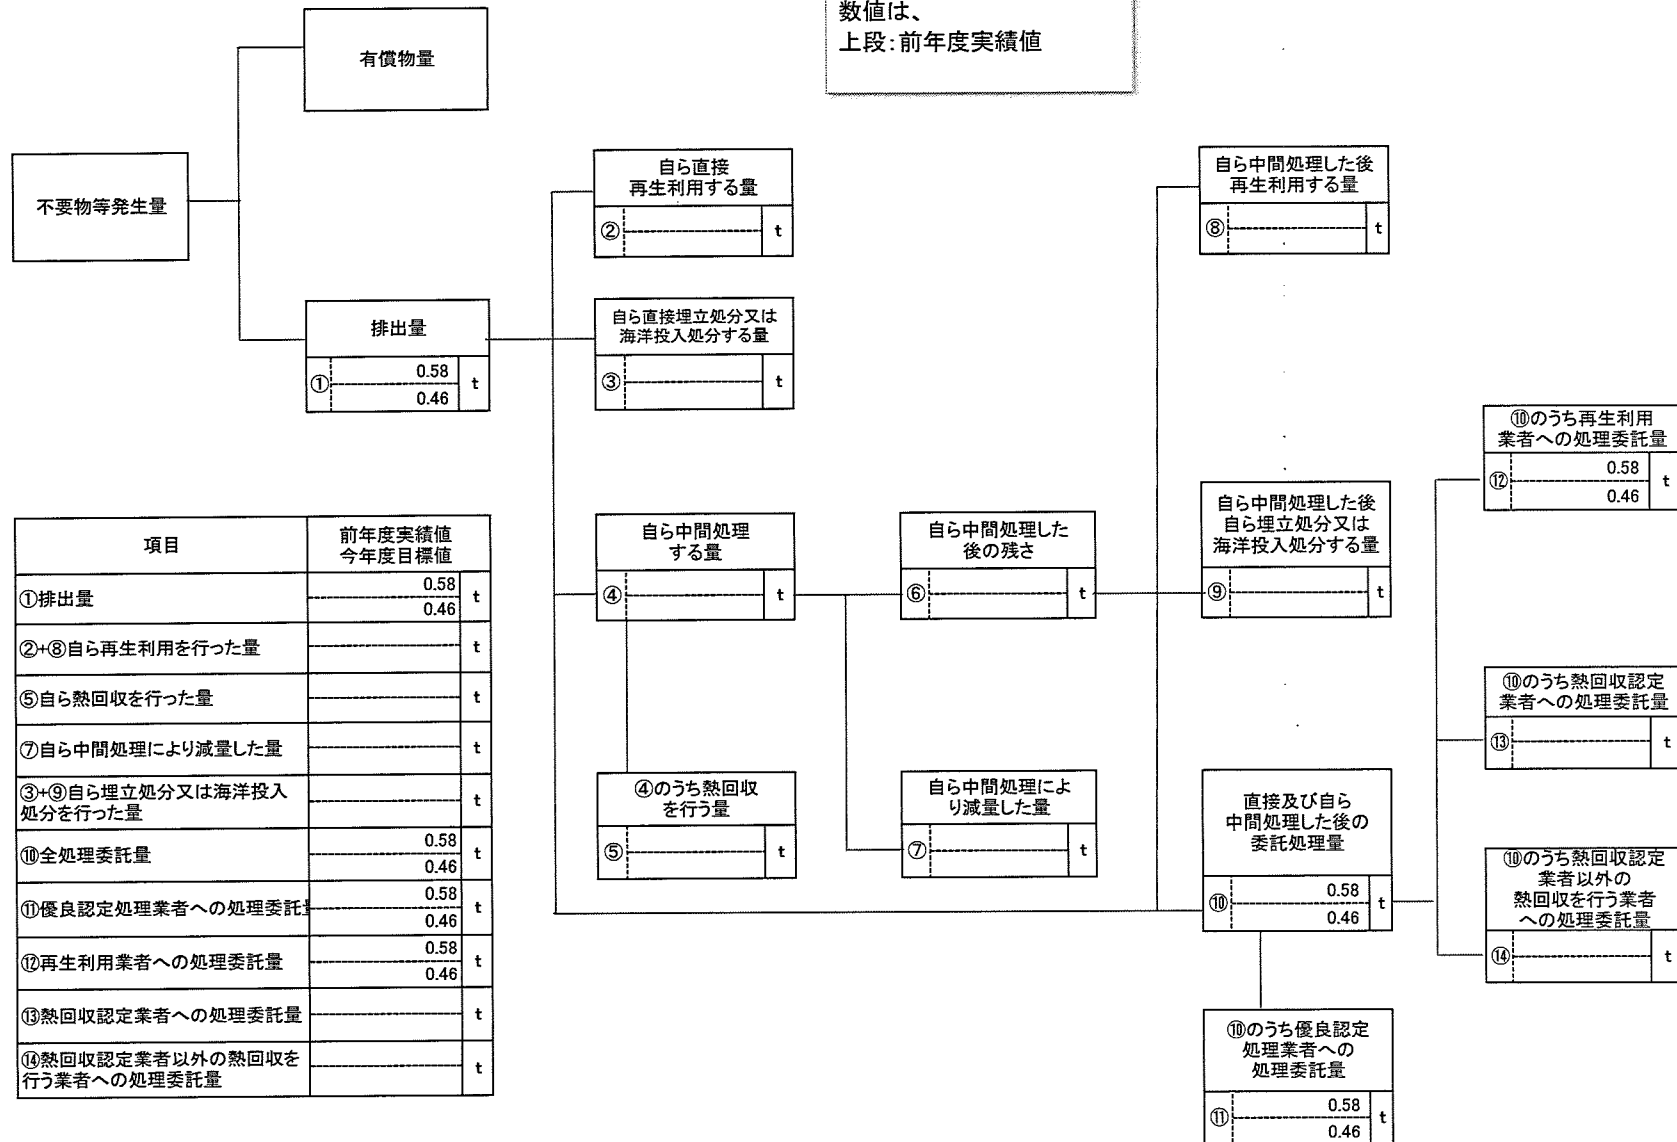 数値は、
上段：前年度実績値
有償物量
不要物等発生量
排出量
① 0.58 t
0.46
自ら直接
再生利用する量
② t
自ら直接埋立処分又は
海洋投入処分する量
③ t
自ら中間処理
する量
④ t
④のうち熱回収
を行う量
⑤ t
自ら中間処理した
後の残さ
⑥ t
自ら中間処理によ
り減量した量
⑦ t
自ら中間処理した後
再生利用する量
⑧ t
自ら中間処理した後
自ら埋立処分又は
海洋投入処分する量
⑨ t
直接及び自ら
中間処理した後の
委託処理量
⑩ 0.58 t
0.46
⑩のうち優良認定
処理業者への
処理委託量
⑪ 0.58 t
0.46
⑩のうち再生利用
業者への処理委託量
⑫ 0.58 t
0.46
⑩のうち熱回収認定
業者への処理委託量
⑬ t
⑩のうち熱回収認定
業者以外の
熱回収を行う業者
への処理委託量
⑭ t
項目 前年度実績値
今年度目標値
①排出量 0.58 t
0.46
②+⑧自ら再生利用を行った量 t
⑤自ら熱回収を行った量 t
⑦自ら中間処理により減量した量 t
③+⑨自ら埋立処分又は海洋投入
処分を行った量 t
⑩全処理委託量 0.58 t
0.46
⑪優良認定処理業者への処理委託 0.58 t
0.46
⑫再生利用業者への処理委託量 0.58 t
0.46
⑬熱回収認定業者への処理委託量 t
⑭熱回収認定業者以外の熱回収を
行う業者への処理委託量 t